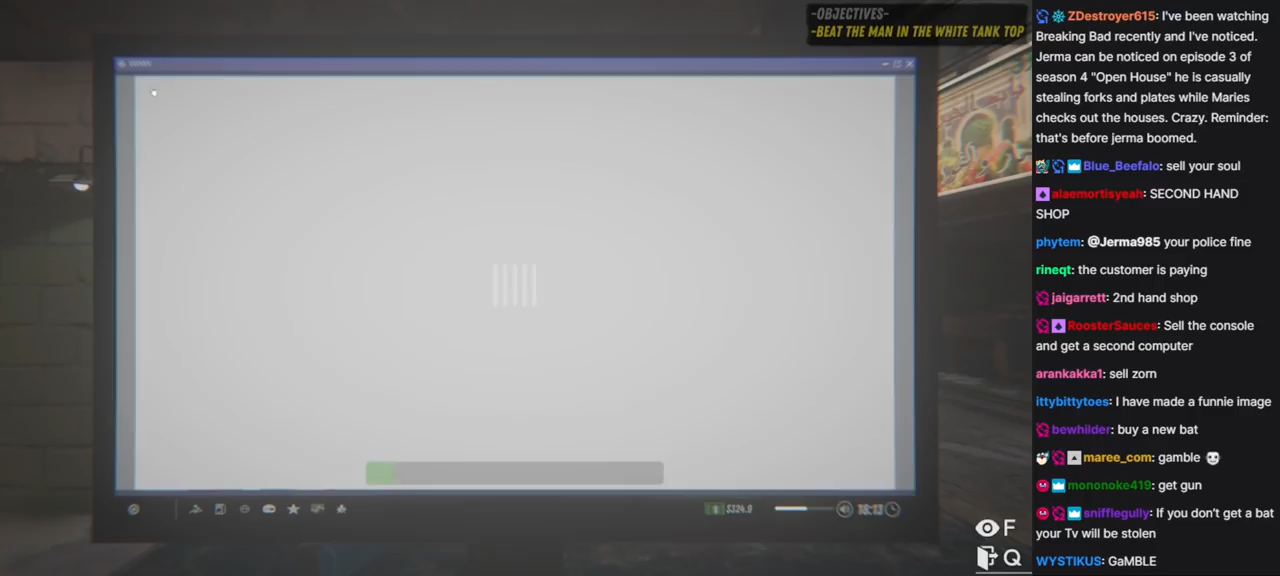 -OBJECTIVES-
-BEAT THE MAN IN THE WHITE TANK TOP
$324.0
18:13
F
Q
ZDestroyer615: I've been watching
Breaking Bad recently and I've noticed.
Jerma can be noticed on episode 3 of
season 4 "Open House" he is casually
stealing forks and plates while Maries
checks out the houses. Crazy. Reminder:
that's before jerma boomed.
Blue_Beefalo: sell your soul
alaemortisyeah: SECOND HAND
SHOP
phytem: @Jerma985 your police fine
rineqt: the customer is paying
jaigarrett: 2nd hand shop
RoosterSauces: Sell the console
and get a second computer
arankakka1: sell zorn
ittybittytoes: I have made a funnie image
bewhilder: buy a new bat
maree_com: gamble
mononoke419: get gun
snifflegully: If you don't get a bat
your Tv will be stolen
WYSTIKUS: GaMBLE